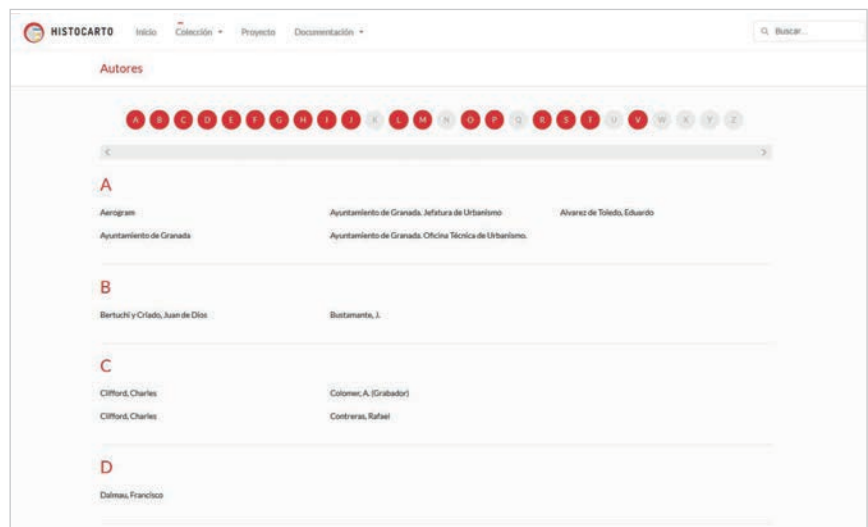 HISTOCARTO Inicio Colección Proyecto Documentación Buscar...
Autores
A B C D E F G H I J K L M N O P Q R S T U V W X Y Z
A
Aerogram Ayuntamiento de Granada. Jefatura de Urbanismo Alvarez de Toledo, Eduardo
Ayuntamiento de Granada Ayuntamiento de Granada. Oficina Técnica de Urbanismo.
B
Bertuchi y Criado, Juan de Dios Bustamante, J.
C
Clifford, Charles Colomer, A. (Grabador)
Clifford, Charles Contreras, Rafael
D
Dalmau, Francisco